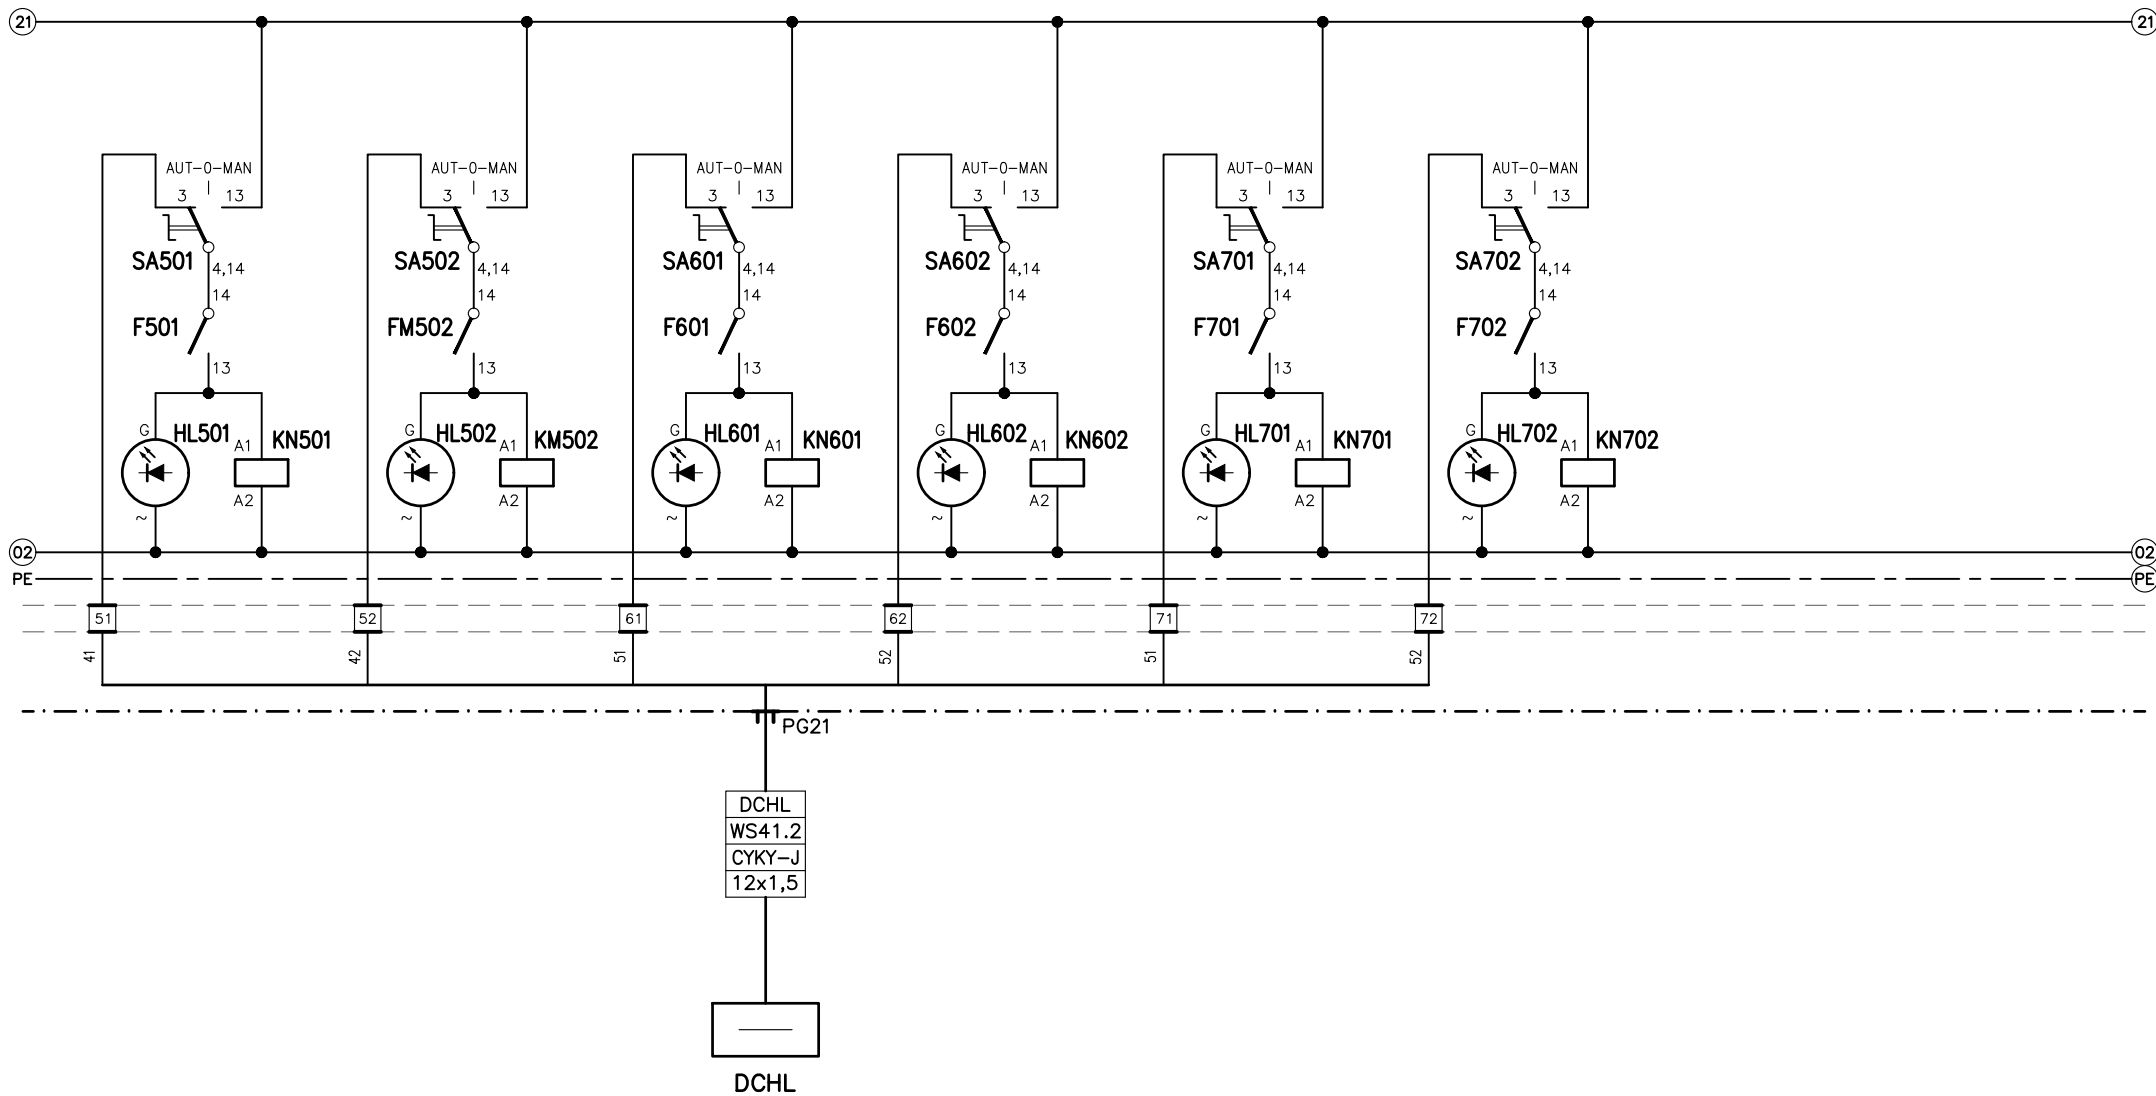 21 21
AUT-0-MAN AUT-0-MAN AUT-0-MAN AUT-0-MAN AUT-0-MAN AUT-0-MAN
3 13 3 13 3 13 3 13 3 13 3 13
SA501 4,14 SA502 4,14 SA601 4,14 SA602 4,14 SA701 4,14 SA702 4,14
14 14 14 14 14 14
F501 FM502 F601 F602 F701 F702
13 13 13 13 13 13
G HL501 A1 KN501 G HL502 A1 KM502 G HL601 A1 KN601 G HL602 A1 KN602 G HL701 A1 KN701 G HL702 A1 KN702
A2 A2 A2 A2 A2 A2
~ ~ ~ ~ ~ ~
02 02
PE PE
51 52 61 62 71 72
41 42 51 52 51 52
PG21
DCHL
WS41.2
CYKY-J
12x1,5
DCHL